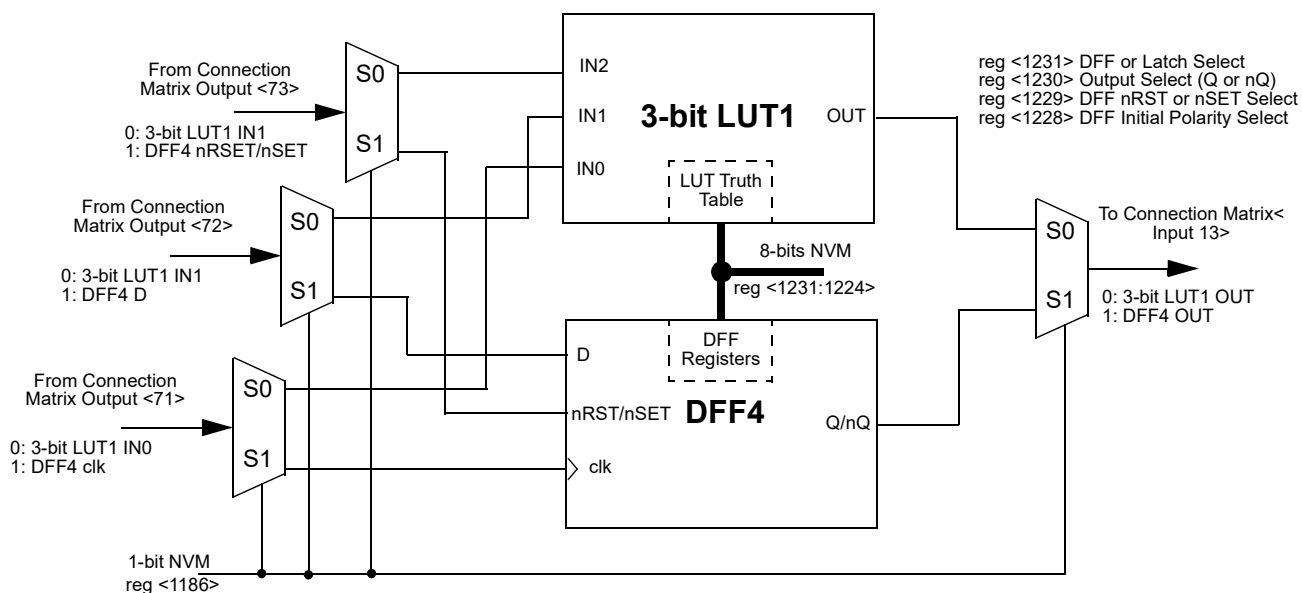 From Connection
Matrix Output <73>
0: 3-bit LUT1 IN1
1: DFF4 nRSET/nSET
S0
S1
From Connection
Matrix Output <72>
0: 3-bit LUT1 IN1
1: DFF4 D
S0
S1
From Connection
Matrix Output <71>
0: 3-bit LUT1 IN0
1: DFF4 clk
S0
S1
1-bit NVM
reg <1186>
IN2
IN1
IN0
3-bit LUT1
OUT
LUT Truth
Table
8-bits NVM
reg <1231:1224>
DFF
Registers
D
nRST/nSET
DFF4
Q/nQ
clk
reg <1231> DFF or Latch Select
reg <1230> Output Select (Q or nQ)
reg <1229> DFF nRST or nSET Select
reg <1228> DFF Initial Polarity Select
S0
S1
To Connection Matrix<
Input 13>
0: 3-bit LUT1 OUT
1: DFF4 OUT